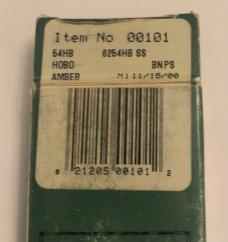 Item No 00101
54HB 6254HB SS
HOBO BNPS
AMBER M111/15/00
0 21205 00101 2